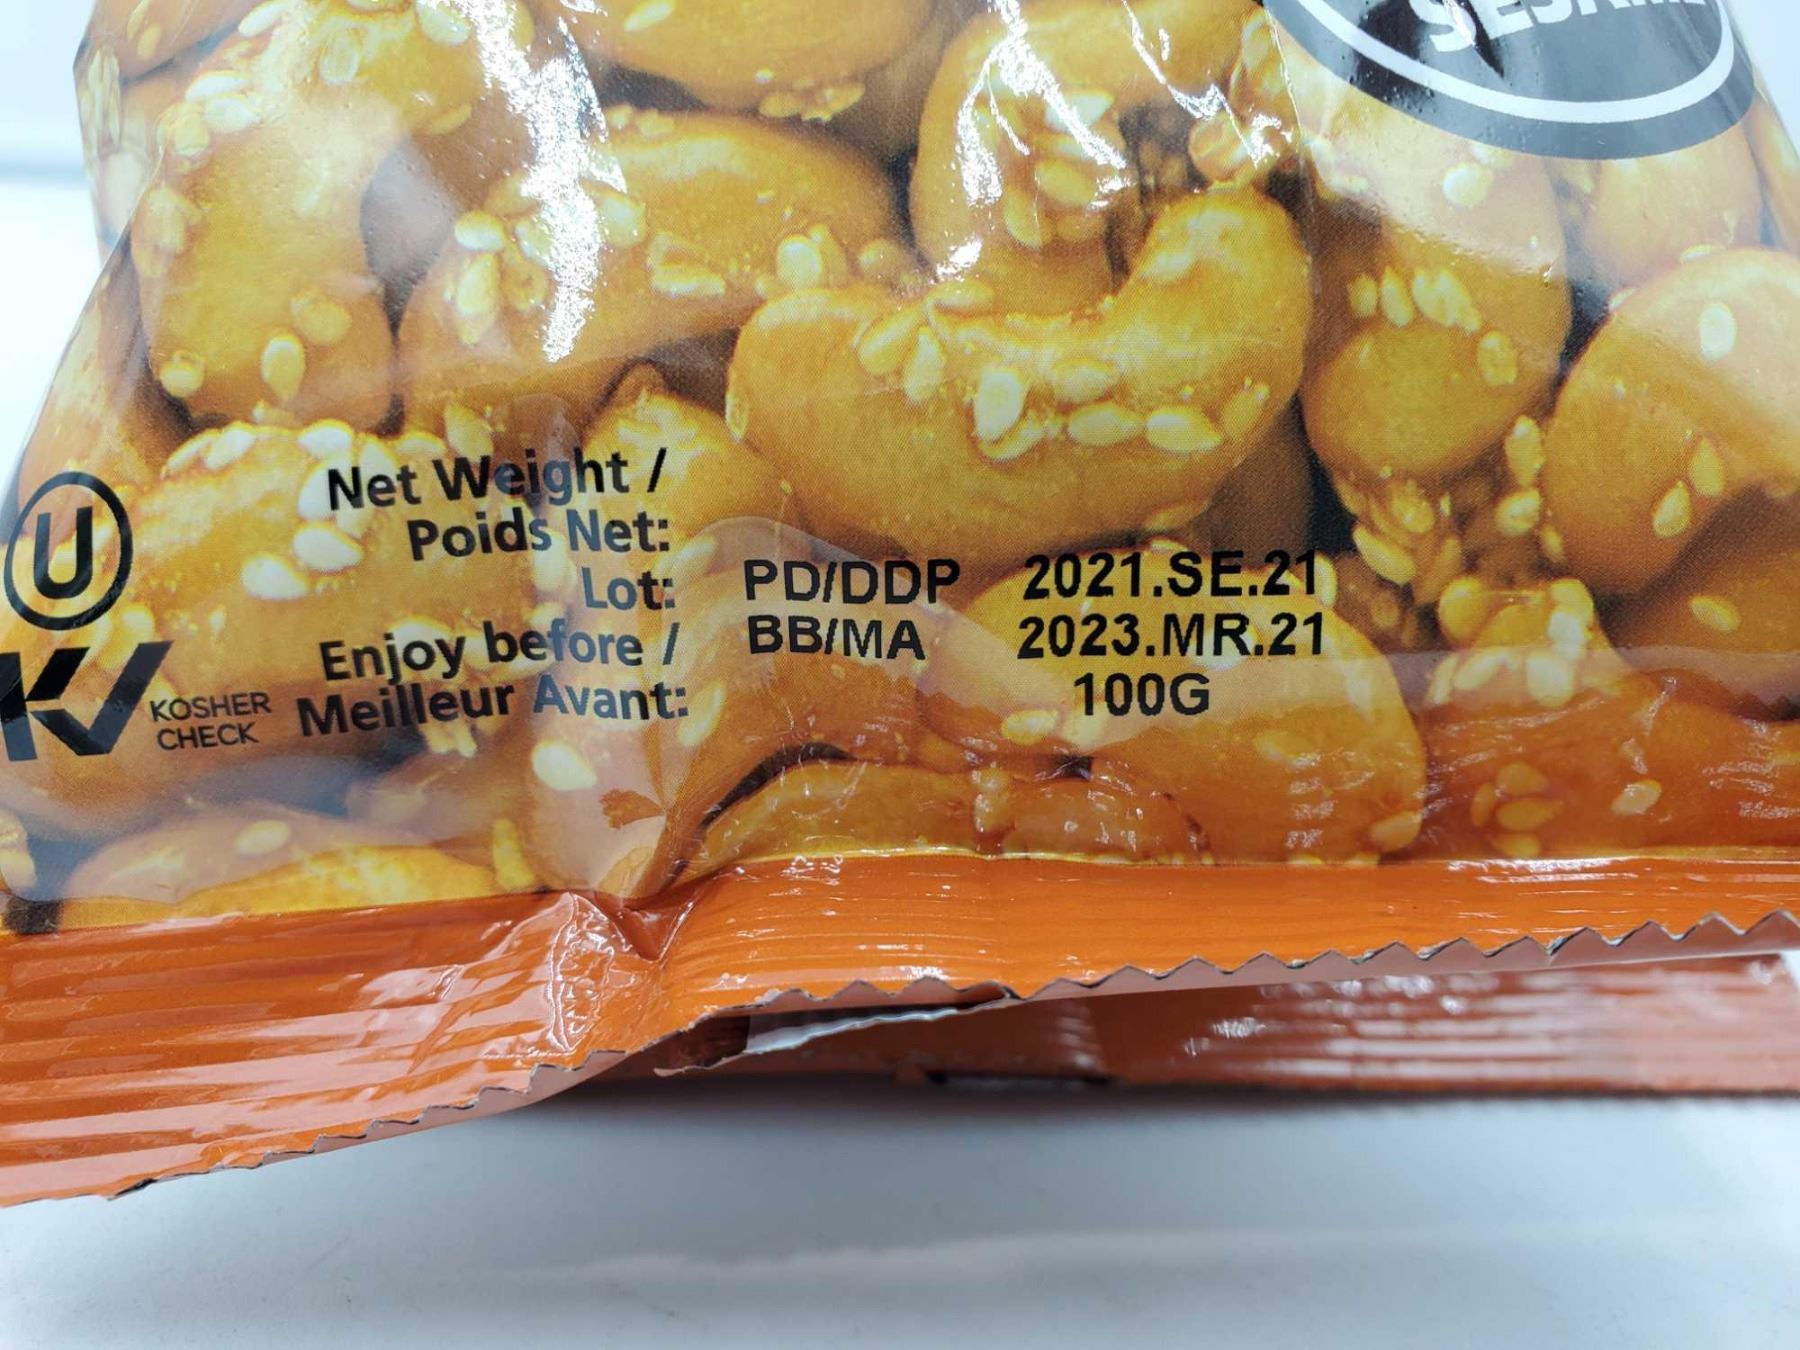 SESAME
Net Weight /
Poids Net:
Lot:
Enjoy before /
Meilleur Avant:
PD/DDP 2021.SE.21
BB/MA 2023.MR.21
100G
U
KOSHER
CHECK